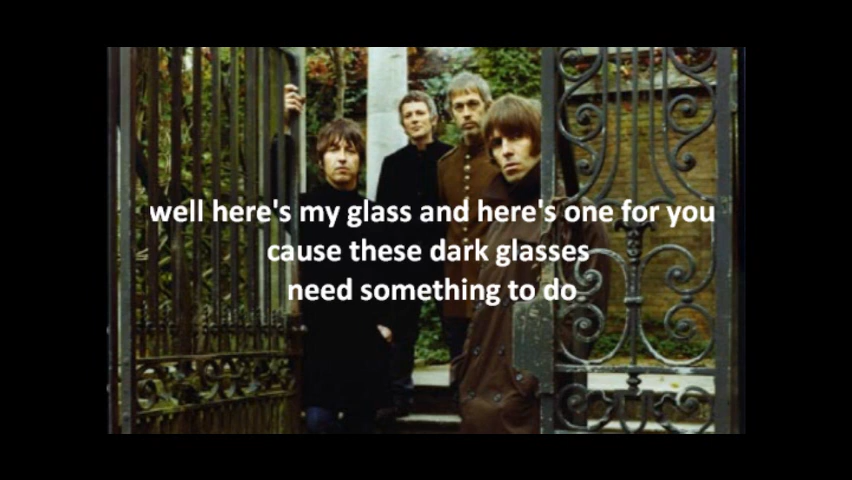 well here's my glass and here's one for you
cause these dark glasses
need something to do